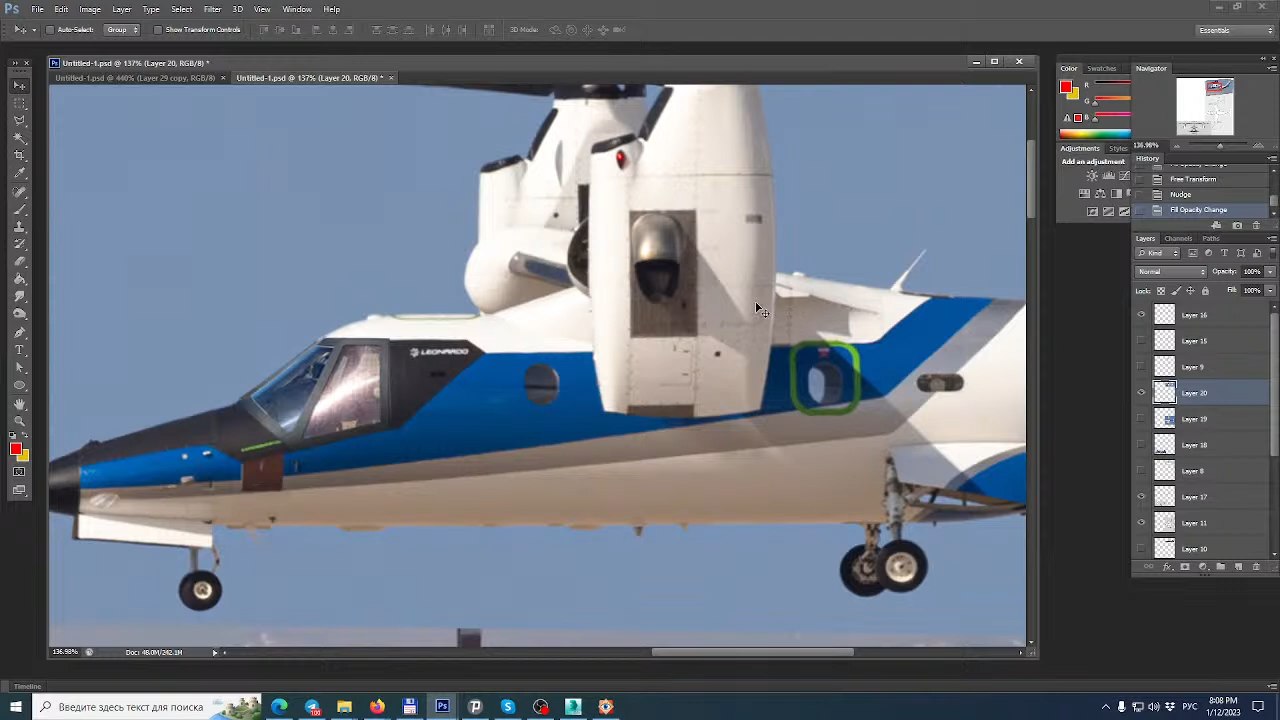 Ps File Edit Image Layer Type Select Filter 3D View Window Help
Auto-Select: Group Show Transform Controls 3D Mode: Essentials
Untitled-1.psd @ 137% (Layer 20, RGB/8) *
Untitled-1.psd @ 440% (Layer 29 copy, RGB/8) × Untitled-1.psd @ 137% (Layer 20, RGB/8) * ×
LEONARDO
136.98% Doc: 48.0M/242.1M
Timeline
Color Swatches
R
G
B
Adjustments Styles
Add an adjustment
Navigator
136.98%
History
Free Transform
Nudge
Fill Opacity Change
Layers Channels Paths
Kind
Normal Opacity: 100%
Lock: Fill: 100%
Layer 16
Layer 15
Layer 9
Layer 20
Layer 19
Layer 18
Layer 8
Layer 17
Layer 11
Layer 10
Введите здесь текст для поиска
100
Ps
РУС
8:08 PM
1/12/2023